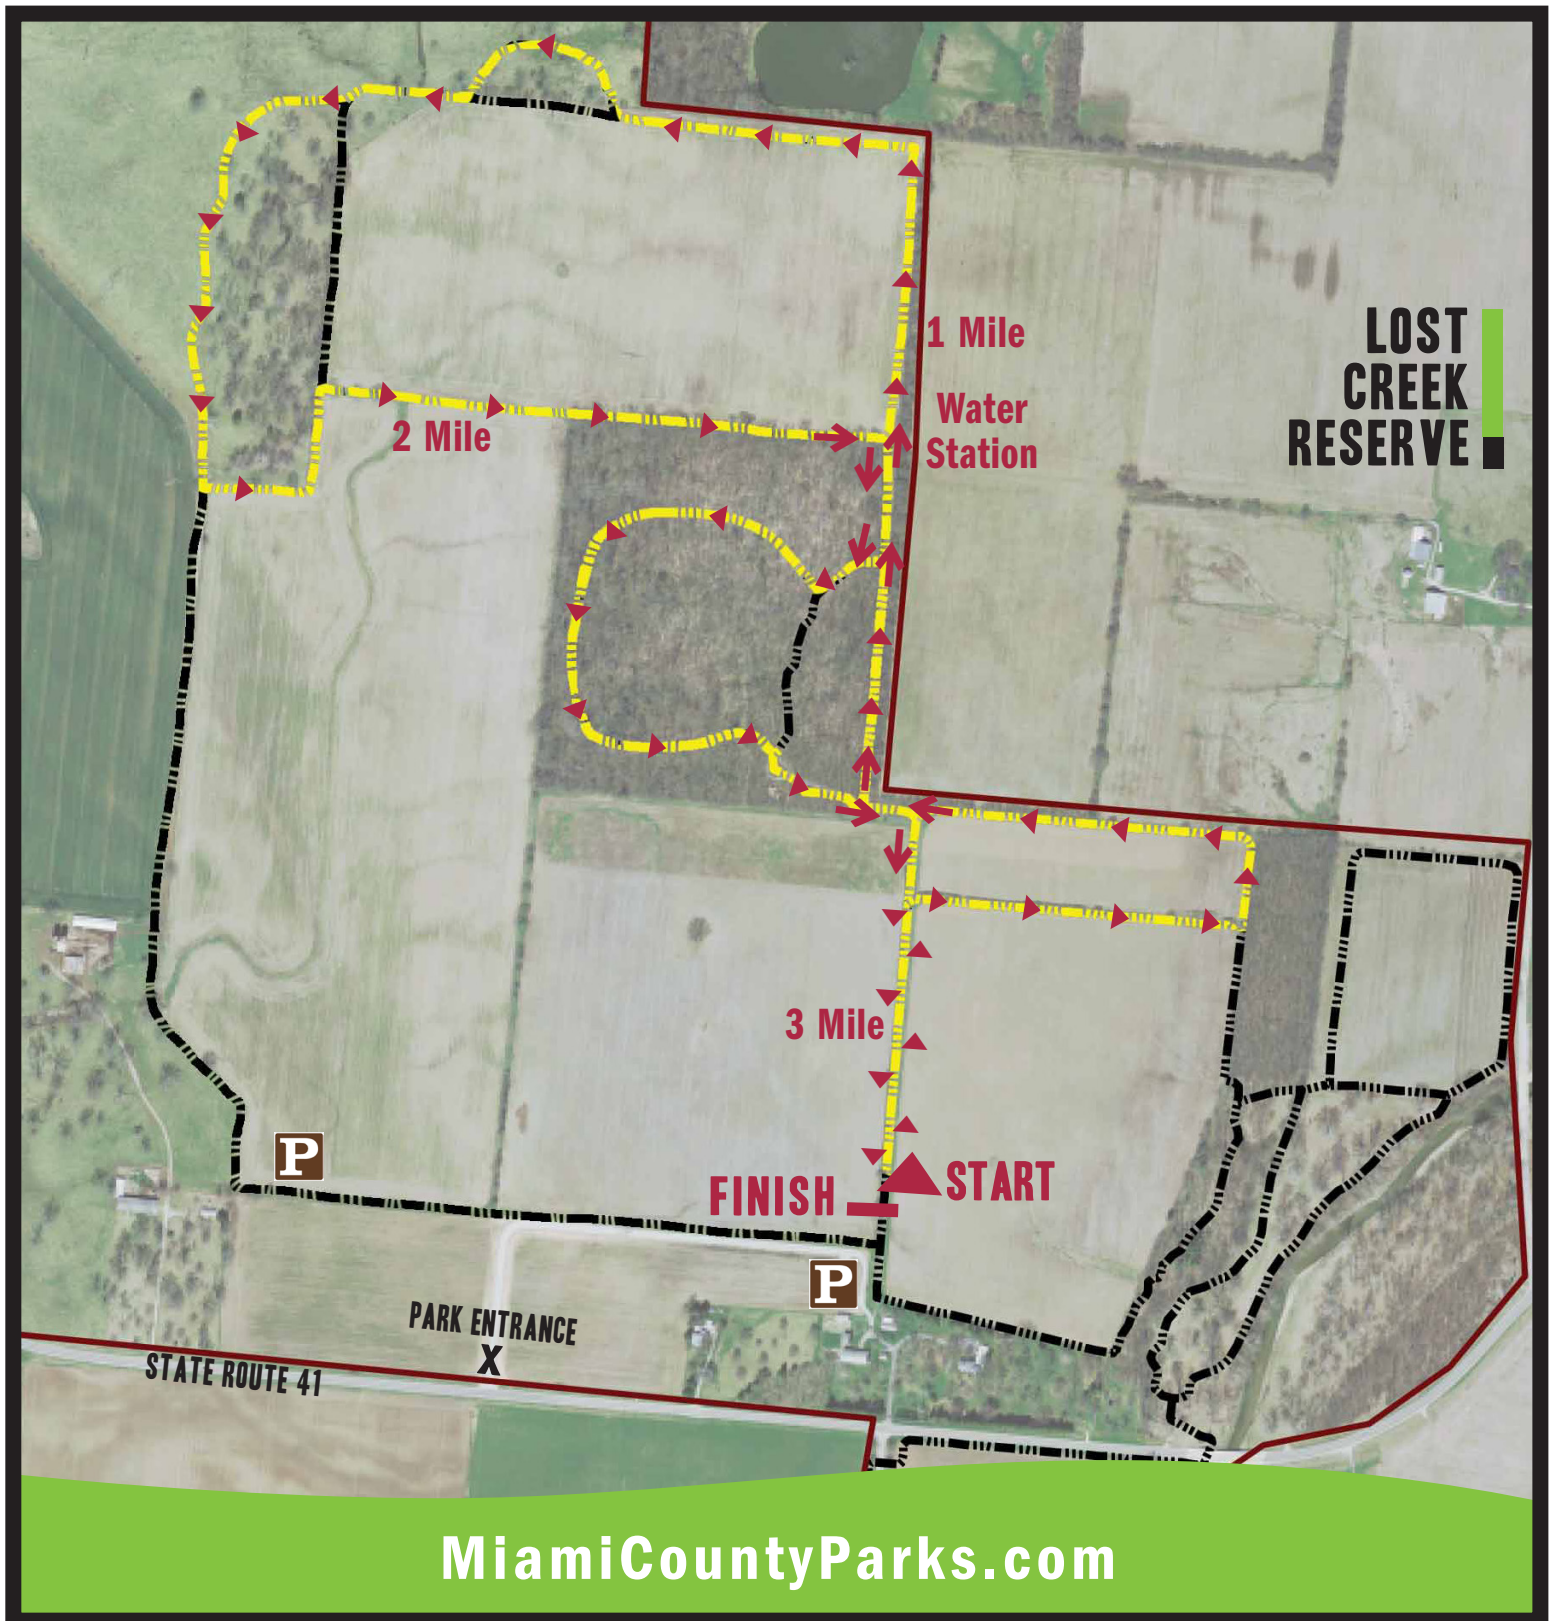 1 Mile
LOST
CREEK
RESERVE
Water
Station
2 Mile
3 Mile
P
START
FINISH
P
PARK ENTRANCE
X
STATE ROUTE 41
MiamiCountyParks.com